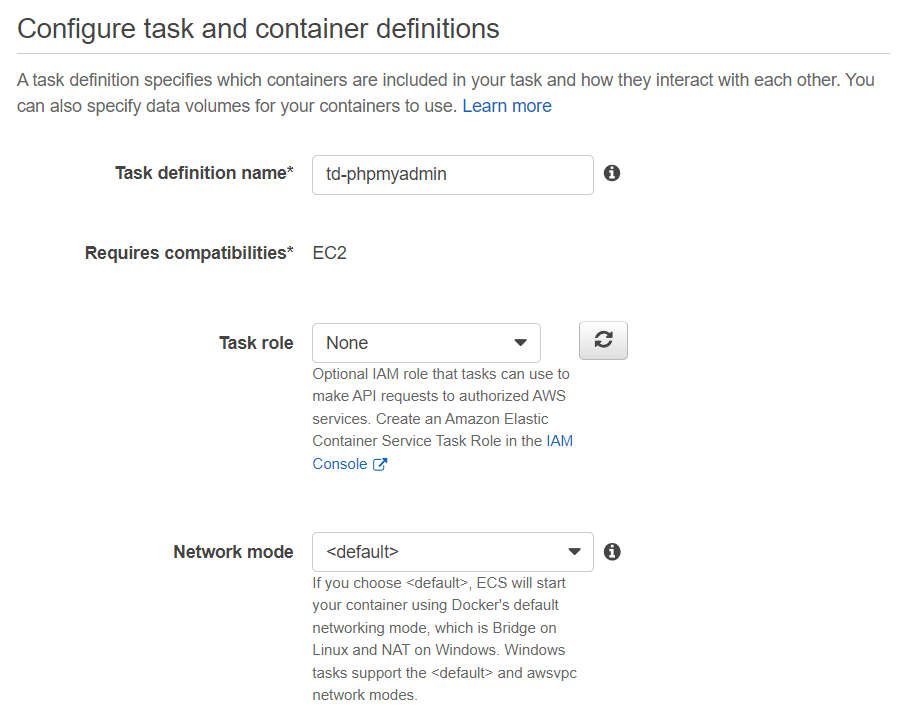 Configure task and container definitions
A task definition specifies which containers are included in your task and how they interact with each other. You
can also specify data volumes for your containers to use. Learn more
Task definition name* td-phpmyadmin
Requires compatibilities* EC2
Task role None
Optional IAM role that tasks can use to
make API requests to authorized AWS
services. Create an Amazon Elastic
Container Service Task Role in the IAM
Console
Network mode <default>
If you choose <default>, ECS will start
your container using Docker's default
networking mode, which is Bridge on
Linux and NAT on Windows. Windows
tasks support the <default> and awsvpc
network modes.